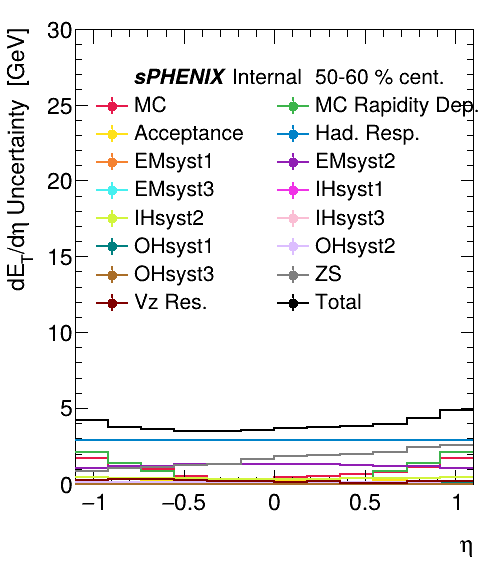 dE_T/dη Uncertainty [GeV]
30
25
20
15
10
5
0
sPHENIX Internal 50-60 % cent.
MC MC Rapidity Dep.
Acceptance Had. Resp.
EMsyst1 EMsyst2
EMsyst3 IHsyst1
IHsyst2 IHsyst3
OHsyst1 OHsyst2
OHsyst3 ZS
Vz Res. Total
−1 −0.5 0 0.5 1
η